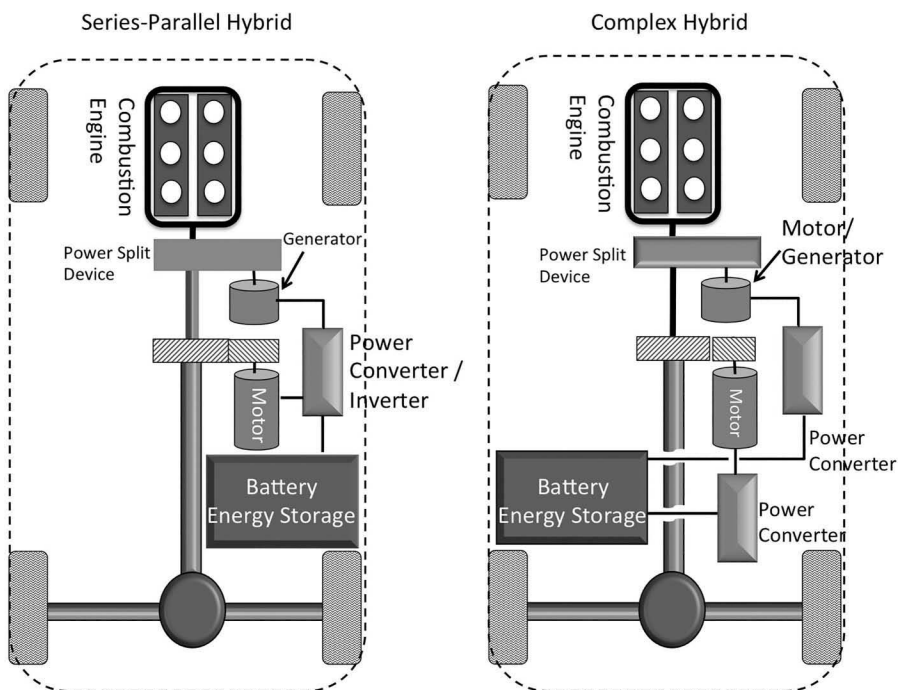 Series-Parallel Hybrid
Combustion
Engine
Power Split
Device
Generator
Power
Converter /
Inverter
Motor
Battery
Energy Storage
Complex Hybrid
Combustion
Engine
Power Split
Device
Motor/
Generator
Motor
Power
Converter
Battery
Energy Storage
Power
Converter